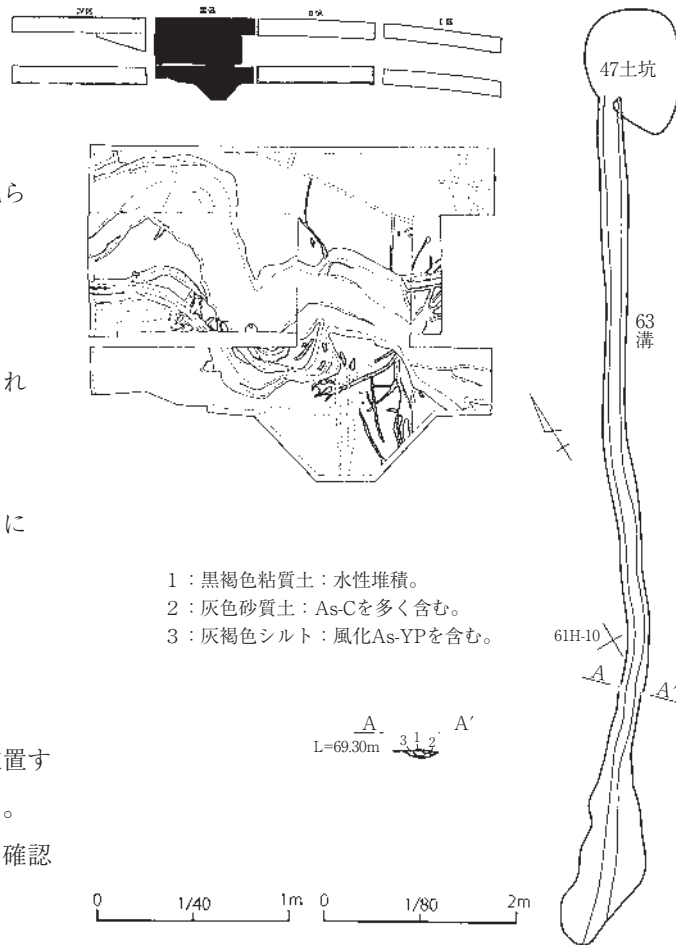 47土坑
ら
63溝
れ
に
1：黒褐色粘質土：水性堆積。
2：灰色砂質土：As-Cを多く含む。
3：灰褐色シルト：風化As-YPを含む。
61H-10
A A′
A A′
L=69.30m 3 1 2
置す
。
確認
0 1/40 1m 0 1/80 2m